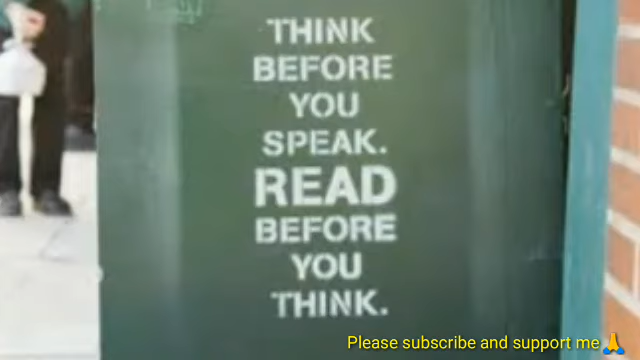 THINK
BEFORE
YOU
SPEAK.
READ
BEFORE
YOU
THINK.
Please subscribe and support me🙏